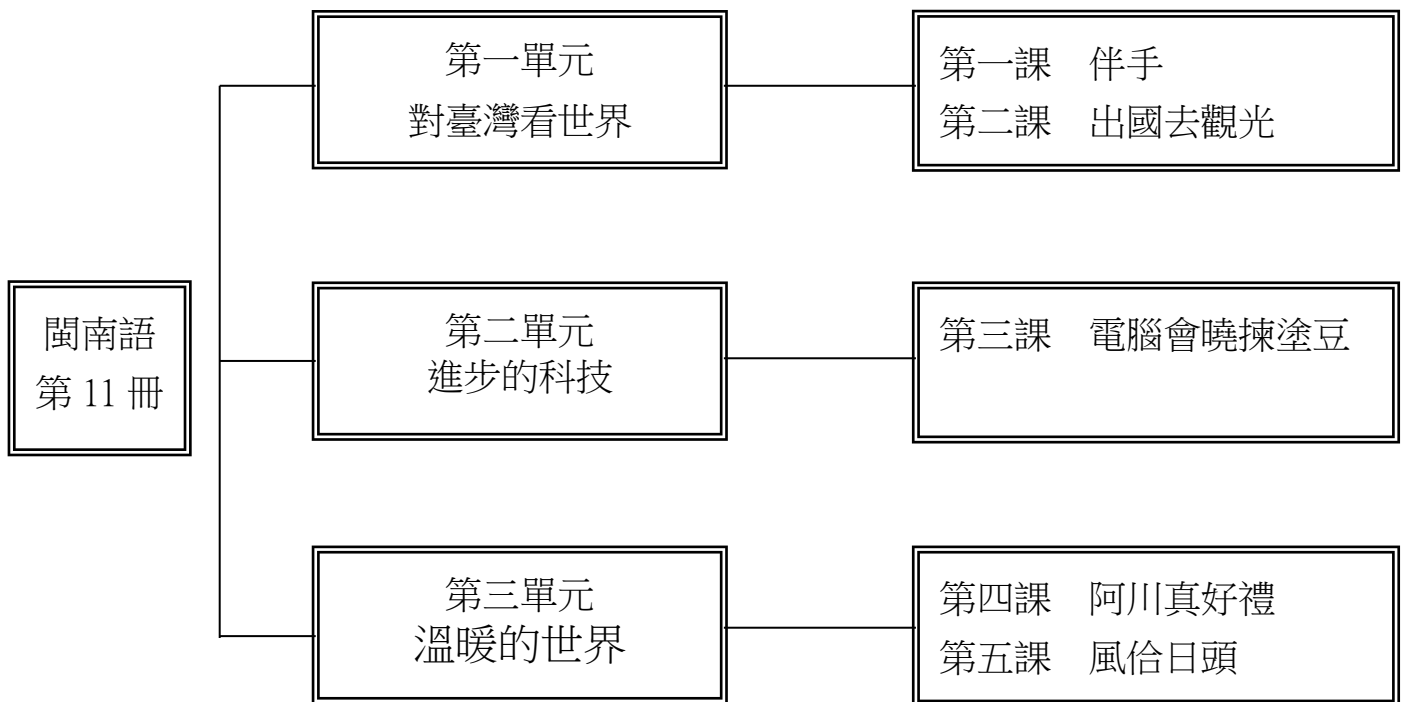 第一單元
對臺灣看世界
第一課 伴手
第二課 出國去觀光
閩南語
第 11 冊
第二單元
進步的科技
第三課 電腦會曉揀塗豆
第三單元
溫暖的世界
第四課 阿川真好禮
第五課 風佮日頭